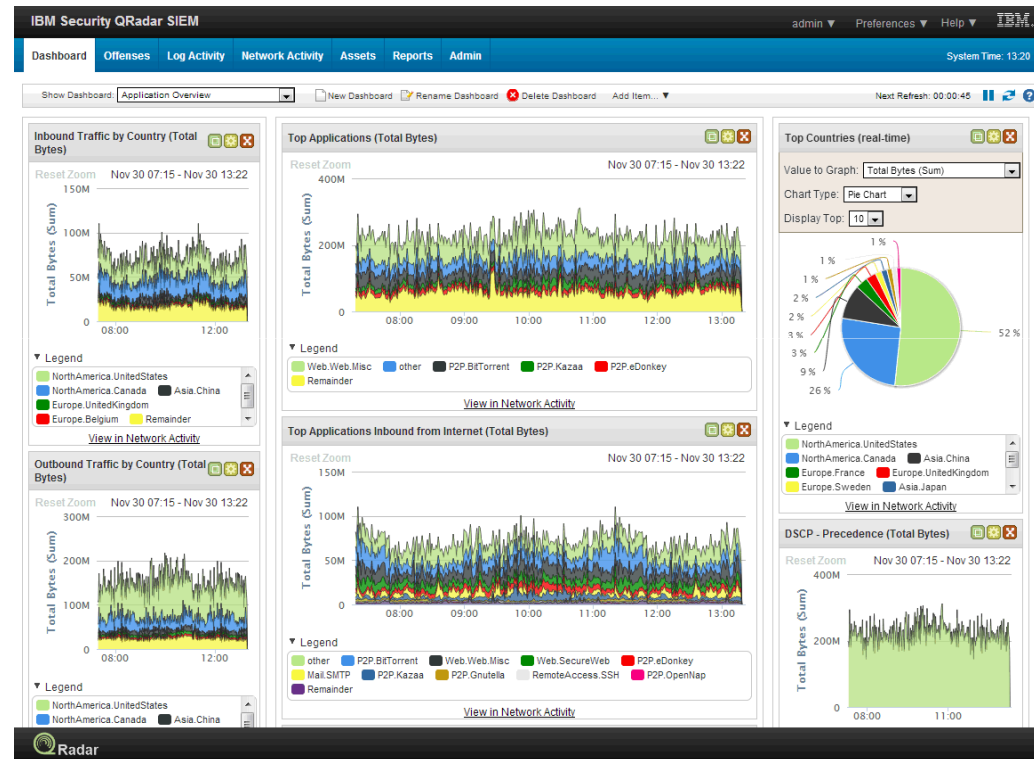 IBM Security QRadar SIEM
admin ▼ Preferences ▼ Help ▼ IBM.
Dashboard Offenses Log Activity Network Activity Assets Reports Admin
System Time: 13:20
Show Dashboard: Application Overview
New Dashboard Rename Dashboard Delete Dashboard Add Item... ▼
Next Refresh: 00:00:45
Inbound Traffic by Country (Total
Bytes)
Reset Zoom Nov 30 07:15 - Nov 30 13:22
Total Bytes (Sum)
150M
100M
50M
0
08:00 12:00
▼ Legend
NorthAmerica.UnitedStates
NorthAmerica.Canada Asia.China
Europe.UnitedKingdom
Europe.Belgium Remainder
View in Network Activity
Outbound Traffic by Country (Total
Bytes)
Reset Zoom Nov 30 07:15 - Nov 30 13:22
Total Bytes (Sum)
300M
200M
100M
0
08:00 12:00
▼ Legend
NorthAmerica.UnitedStates
NorthAmerica.Canada Asia.China
Top Applications (Total Bytes)
Reset Zoom Nov 30 07:15 - Nov 30 13:22
Total Bytes (Sum)
400M
200M
0
08:00 09:00 10:00 11:00 12:00 13:00
▼ Legend
Web.Web.Misc other P2P.BitTorrent P2P.Kazaa P2P.eDonkey
Remainder
View in Network Activity
Top Applications Inbound from Internet (Total Bytes)
Reset Zoom Nov 30 07:15 - Nov 30 13:22
Total Bytes (Sum)
150M
100M
50M
0
08:00 09:00 10:00 11:00 12:00 13:00
▼ Legend
other P2P.BitTorrent Web.Web.Misc Web.SecureWeb P2P.eDonkey
Mail.SMTP P2P.Kazaa P2P.Gnutella RemoteAccess.SSH P2P.OpenNap
Remainder
View in Network Activity
Top Countries (real-time)
Value to Graph: Total Bytes (Sum)
Chart Type: Pie Chart
Display Top: 10
1 %
1 %
1 %
2 %
2 %
3 %
3 %
9 %
26 %
52 %
▼ Legend
NorthAmerica.UnitedStates
NorthAmerica.Canada Asia.China
Europe.France Europe.UnitedKingdom
Europe.Sweden Asia.Japan
View in Network Activity
DSCP - Precedence (Total Bytes)
Reset Zoom Nov 30 07:15 - Nov 30 13:22
Total Bytes (Sum)
400M
200M
0
08:00 11:00
QRadar